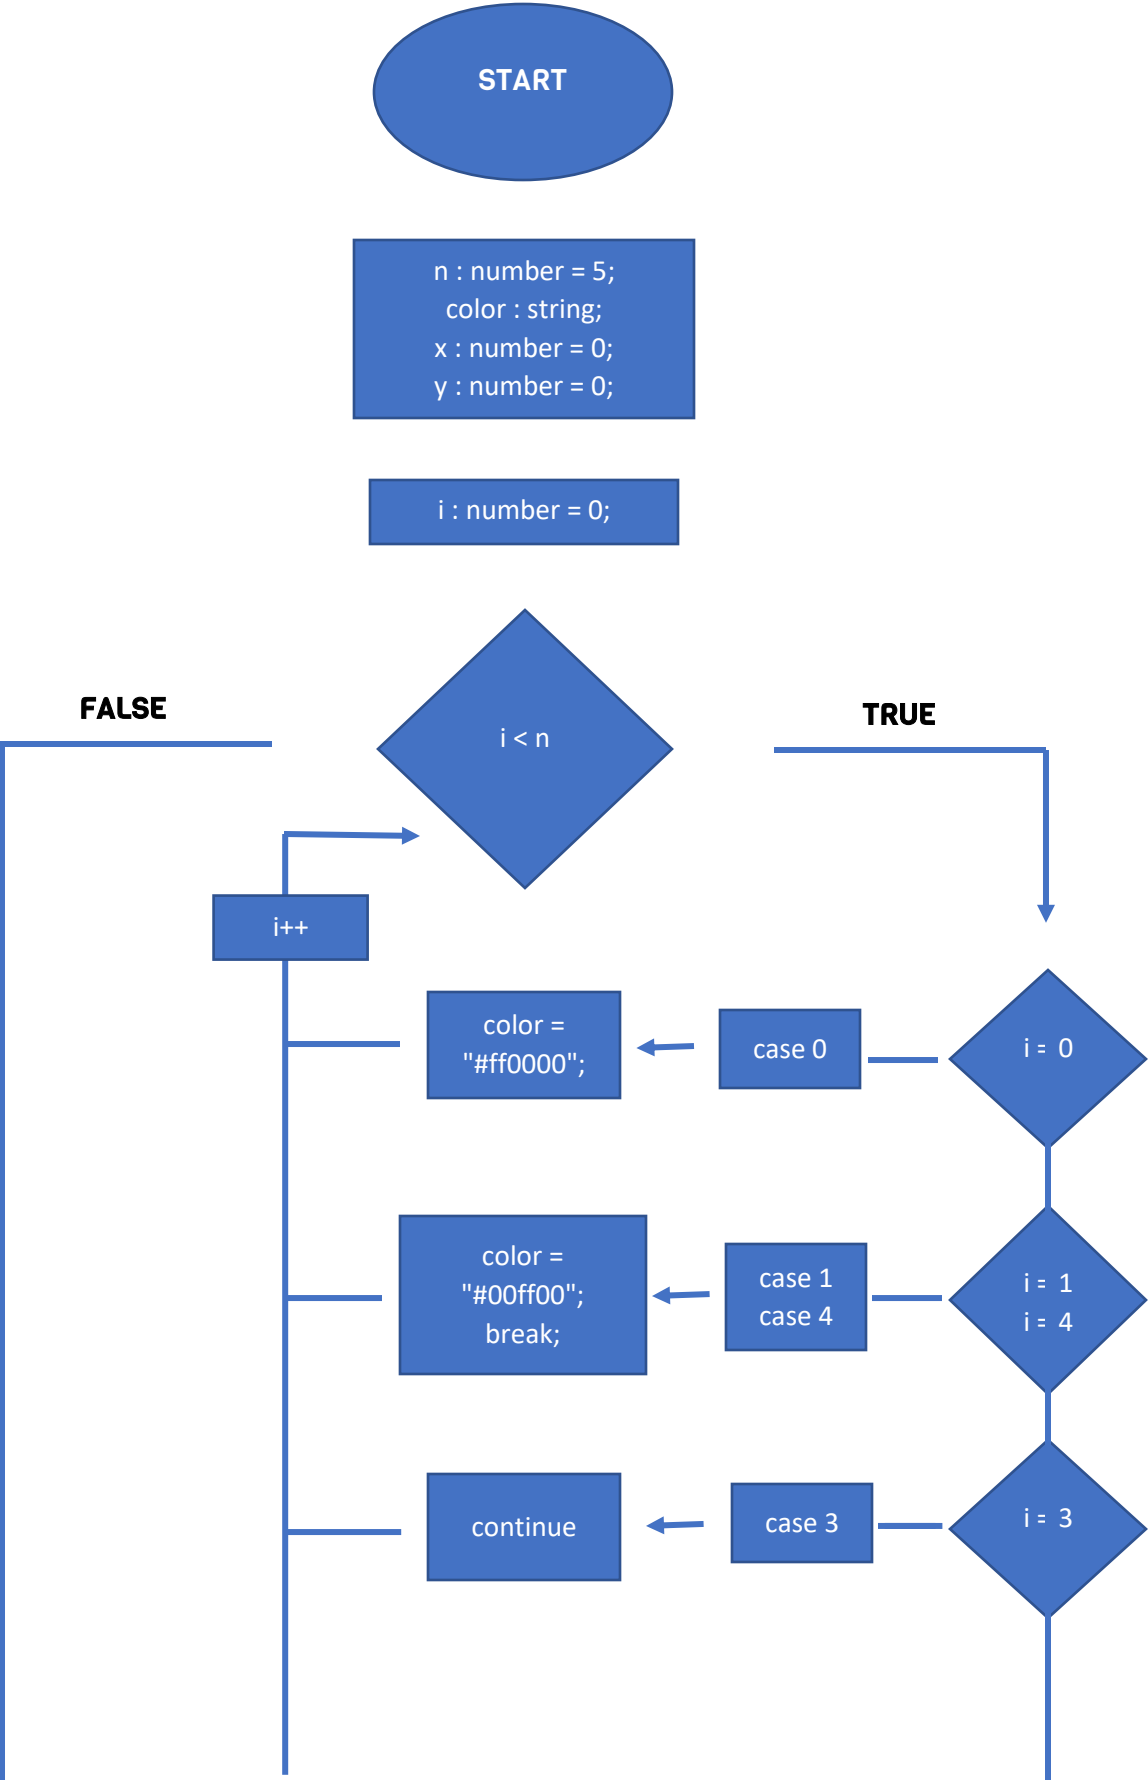 START
n : number = 5;
color : string;
x : number = 0;
y : number = 0;
i : number = 0;
FALSE
i < n
TRUE
i++
color =
"#ff0000";
case 0
i = 0
color =
"#00ff00";
break;
case 1
case 4
i = 1
i = 4
continue
case 3
i = 3